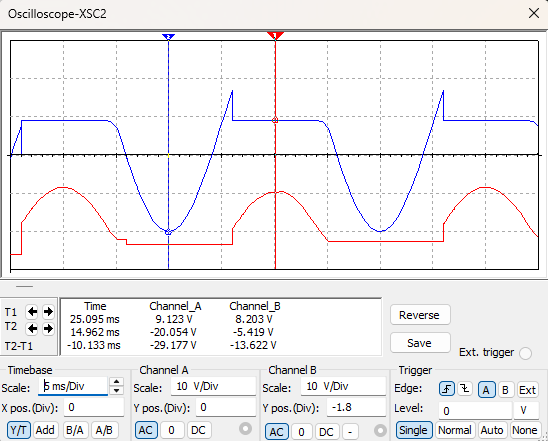 Oscilloscope-XSC2
2
1
T1
T2
T2-T1
Time Channel_A Channel_B
25.095 ms 9.123 V 8.203 V
14.962 ms -20.054 V -5.419 V
-10.133 ms -29.177 V -13.622 V
Reverse
Save
Ext. trigger
Timebase
Scale: 5 ms/Div
X pos.(Div): 0
Y/T Add B/A A/B
Channel A
Scale: 10 V/Div
Y pos.(Div): 0
AC 0 DC
Channel B
Scale: 10 V/Div
Y pos.(Div): -1.8
AC 0 DC -
Trigger
Edge: A B Ext
Level: 0 V
Single Normal Auto None